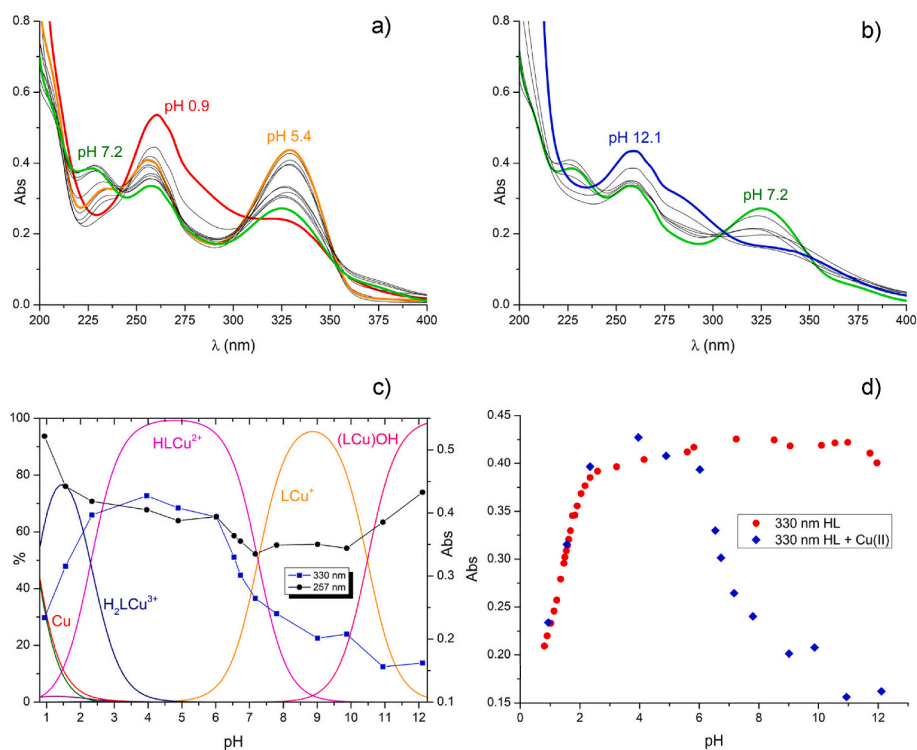 a)
b)
0.8
0.6
0.4
0.2
0.0
Abs
pH 0.9
pH 5.4
pH 7.2
200 225 250 275 300 325 350 375 400
λ (nm)
0.8
0.6
0.4
0.2
0.0
Abs
pH 12.1
pH 7.2
200 225 250 275 300 325 350 375 400
λ (nm)
c)
d)
100
80
60
40
20
0
%
HLCu2+
(LCu)OH
LCu+
Cu
H2LCu3+
330 nm
257 nm
0.5
0.4
0.3
0.2
0.1
Abs
1 2 3 4 5 6 7 8 9 10 11 12
pH
0.45
0.40
0.35
0.30
0.25
0.20
0.15
Abs
330 nm HL
330 nm HL + Cu(II)
0 2 4 6 8 10 12
pH